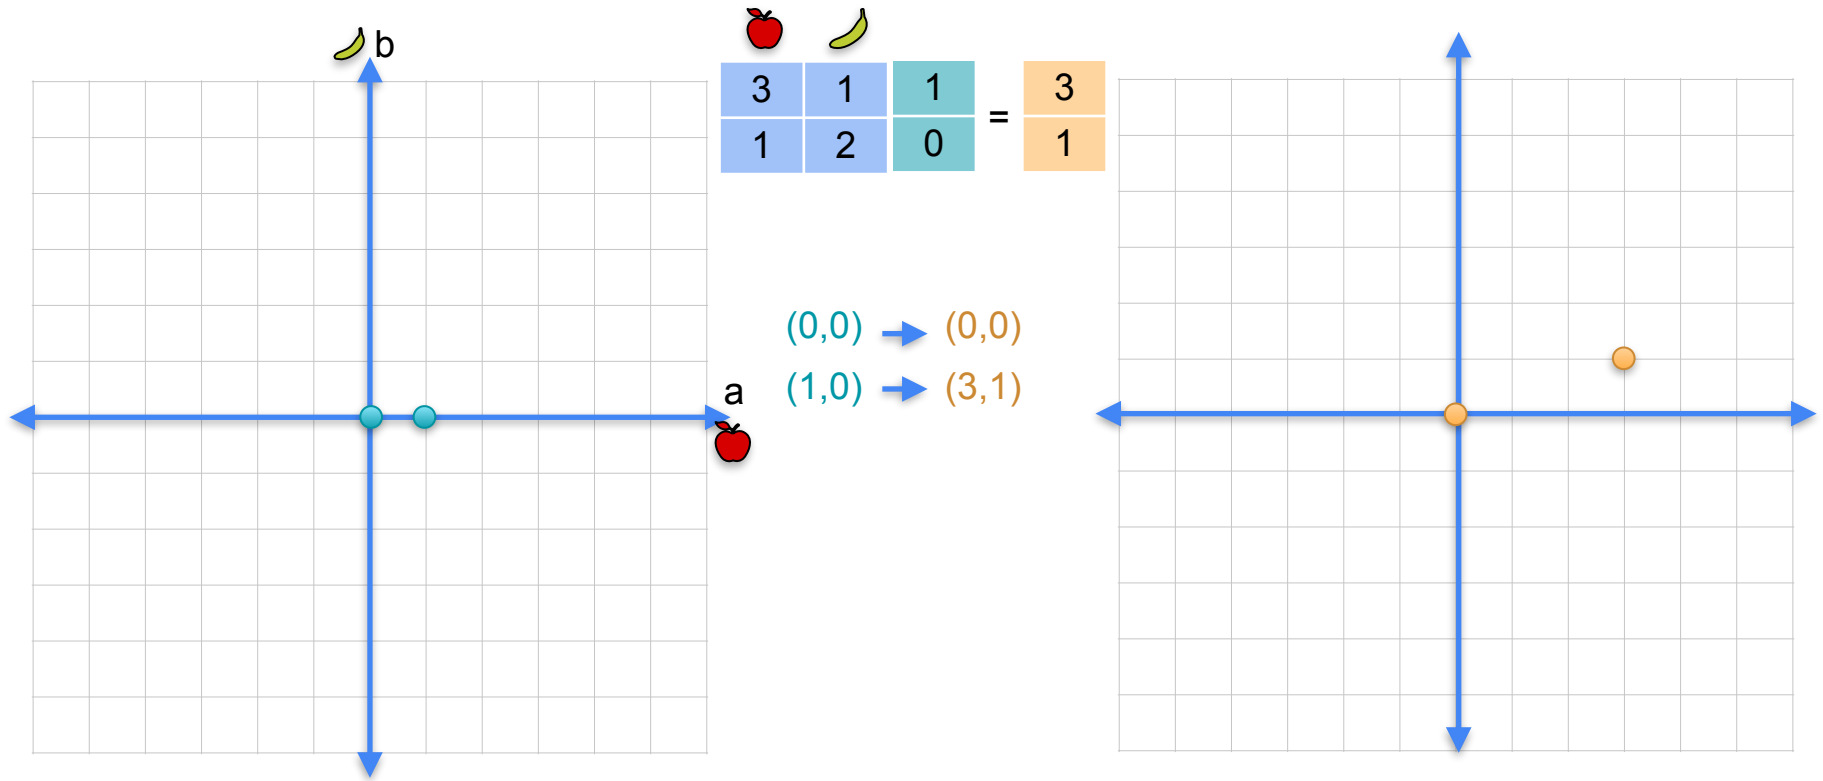 b
3 1 1 = 3
1 2 0 1
(0,0) (0,0)
(1,0) (3,1)
a